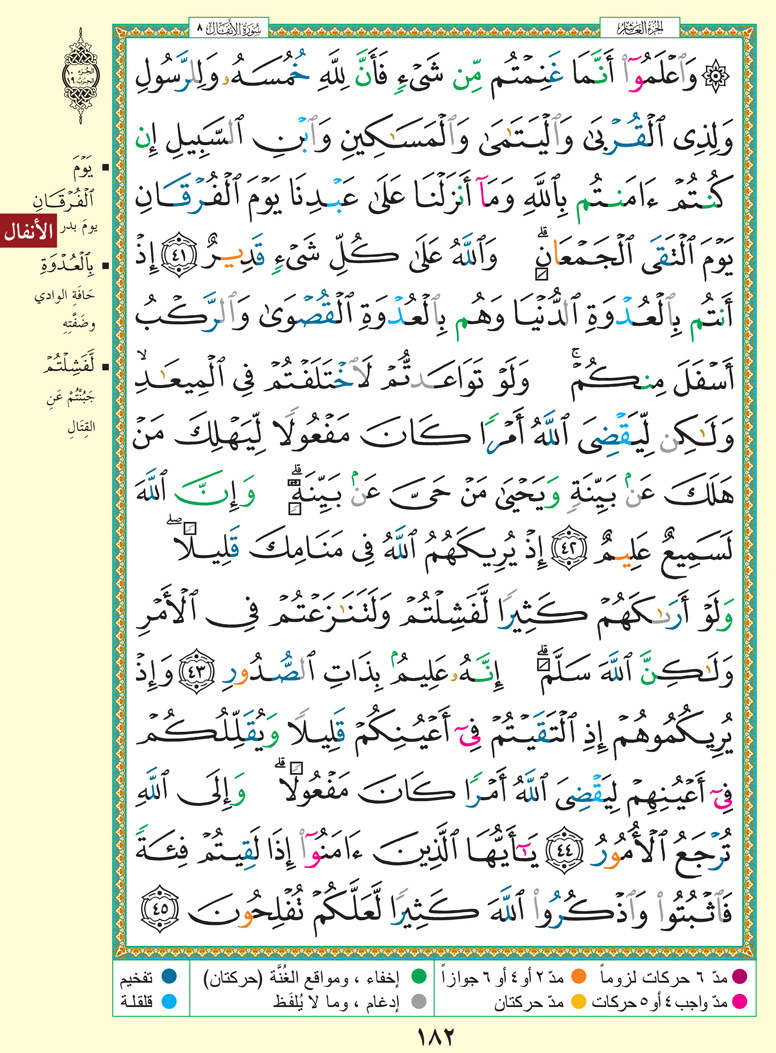 الجزء العاشر
سورة الأنفال ٨
۞ وَٱعۡلَمُوٓاْ أَنَّمَا غَنِمۡتُم مِّن شَيۡءٖ فَأَنَّ لِلَّهِ خُمُسَهُۥ وَلِلرَّسُولِ
وَلِذِي ٱلۡقُرۡبَىٰ وَٱلۡيَتَٰمَىٰ وَٱلۡمَسَٰكِينِ وَٱبۡنِ ٱلسَّبِيلِ إِن
كُنتُمۡ ءَامَنتُم بِٱللَّهِ وَمَآ أَنزَلۡنَا عَلَىٰ عَبۡدِنَا يَوۡمَ ٱلۡفُرۡقَانِ
يَوۡمَ ٱلۡتَقَى ٱلۡجَمۡعَانِۗ وَٱللَّهُ عَلَىٰ كُلِّ شَيۡءٖ قَدِيرٌ ٤١ إِذۡ
أَنتُم بِٱلۡعُدۡوَةِ ٱلدُّنۡيَا وَهُم بِٱلۡعُدۡوَةِ ٱلۡقُصۡوَىٰ وَٱلرَّكۡبُ
أَسۡفَلَ مِنكُمۡۚ وَلَوۡ تَوَاعَدتُّمۡ لَٱخۡتَلَفۡتُمۡ فِي ٱلۡمِيعَٰدِۙ
وَلَٰكِن لِّيَقۡضِيَ ٱللَّهُ أَمۡرٗا كَانَ مَفۡعُولٗا لِّيَهۡلِكَ مَنۡ
هَلَكَ عَنۢ بَيِّنَةٖ وَيَحۡيَىٰ مَنۡ حَيَّ عَنۢ بَيِّنَةٖۗ وَإِنَّ ٱللَّهَ
لَسَمِيعٌ عَلِيمٌ ٤٢ إِذۡ يُرِيكَهُمُ ٱللَّهُ فِي مَنَامِكَ قَلِيلٗاۖ
وَلَوۡ أَرَىٰكَهُمۡ كَثِيرٗا لَّفَشِلۡتُمۡ وَلَتَنَٰزَعۡتُمۡ فِي ٱلۡأَمۡرِ
وَلَٰكِنَّ ٱللَّهَ سَلَّمَۗ إِنَّهُۥ عَلِيمُۢ بِذَاتِ ٱلصُّدُورِ ٤٣ وَإِذۡ
يُرِيكُمُوهُمۡ إِذِ ٱلۡتَقَيۡتُمۡ فِيٓ أَعۡيُنِكُمۡ قَلِيلٗا وَيُقَلِّلُكُمۡ
فِيٓ أَعۡيُنِهِمۡ لِيَقۡضِيَ ٱللَّهُ أَمۡرٗا كَانَ مَفۡعُولٗاۗ وَإِلَى ٱللَّهِ
تُرۡجَعُ ٱلۡأُمُورُ ٤٤ يَٰٓأَيُّهَا ٱلَّذِينَ ءَامَنُوٓاْ إِذَا لَقِيتُمۡ فِئَةٗ
فَٱثۡبُتُواْ وَٱذۡكُرُواْ ٱللَّهَ كَثِيرٗا لَّعَلَّكُمۡ تُفۡلِحُونَ ٤٥
الجزء
١٠
الحزب
١٩
يَوۡمَ
ٱلۡفُرۡقَانِ
يوم بدر
الأنفال
بِٱلۡعُدۡوَةِ
حَافَة الوادي
وضَفَّتِه
لَّفَشِلۡتُمۡ
جَبُنْتُمْ عَنِ
القِتَالِ
مدّ ٦ حركات لزوماً
مدّ ٢ أو ٤ أو ٦ جوازاً
إخفاء ، ومواقع الغُنَّة (حركتان)
تفخيم
مدّ واجب ٤ أو ٥ حركات
مدّ حركتان
إدغام ، وما لا يُلفَظ
قلقلة
١٨٢